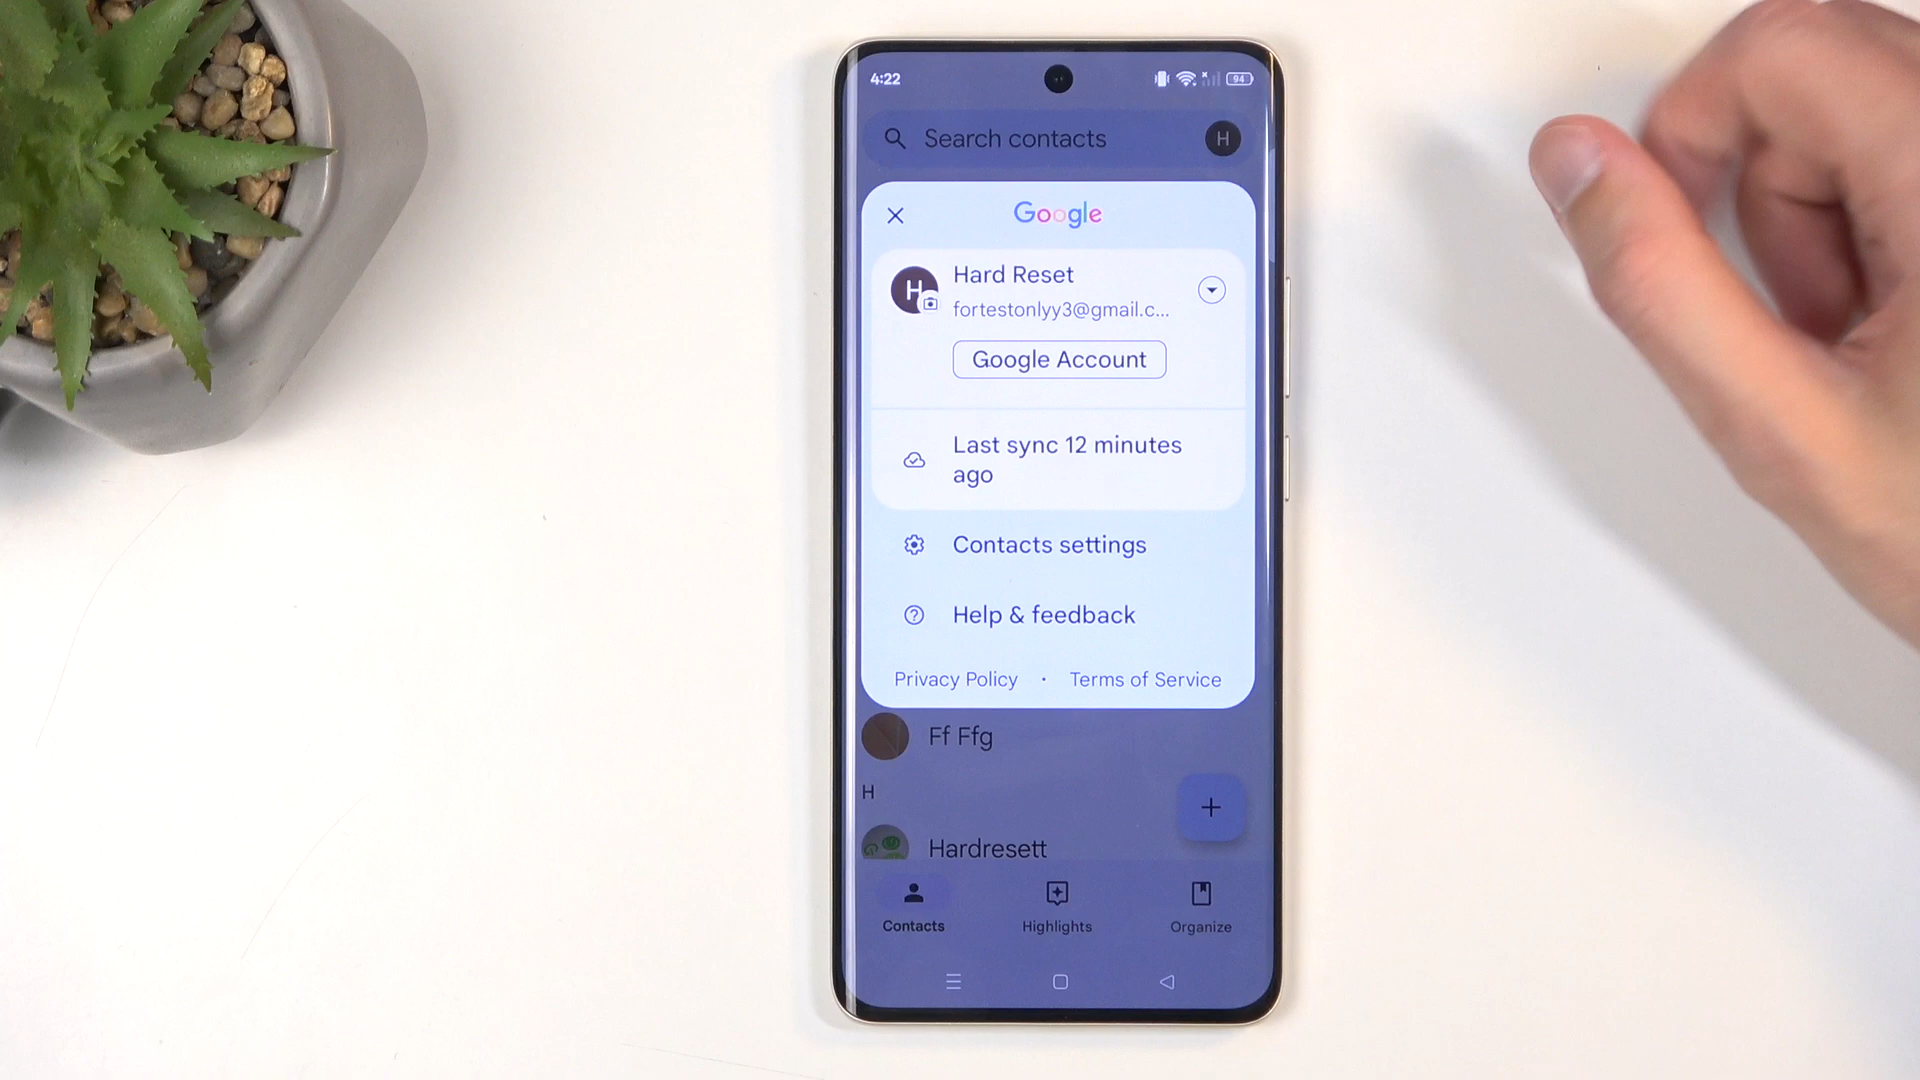 4:22
94
Search contacts
H
Google
H
Hard Reset
fortestonlyy3@gmail.c...
Google Account
Last sync 12 minutes
ago
Contacts settings
Help & feedback
Privacy Policy · Terms of Service
Ff Ffg
H
Hardresett
Contacts
Highlights
Organize